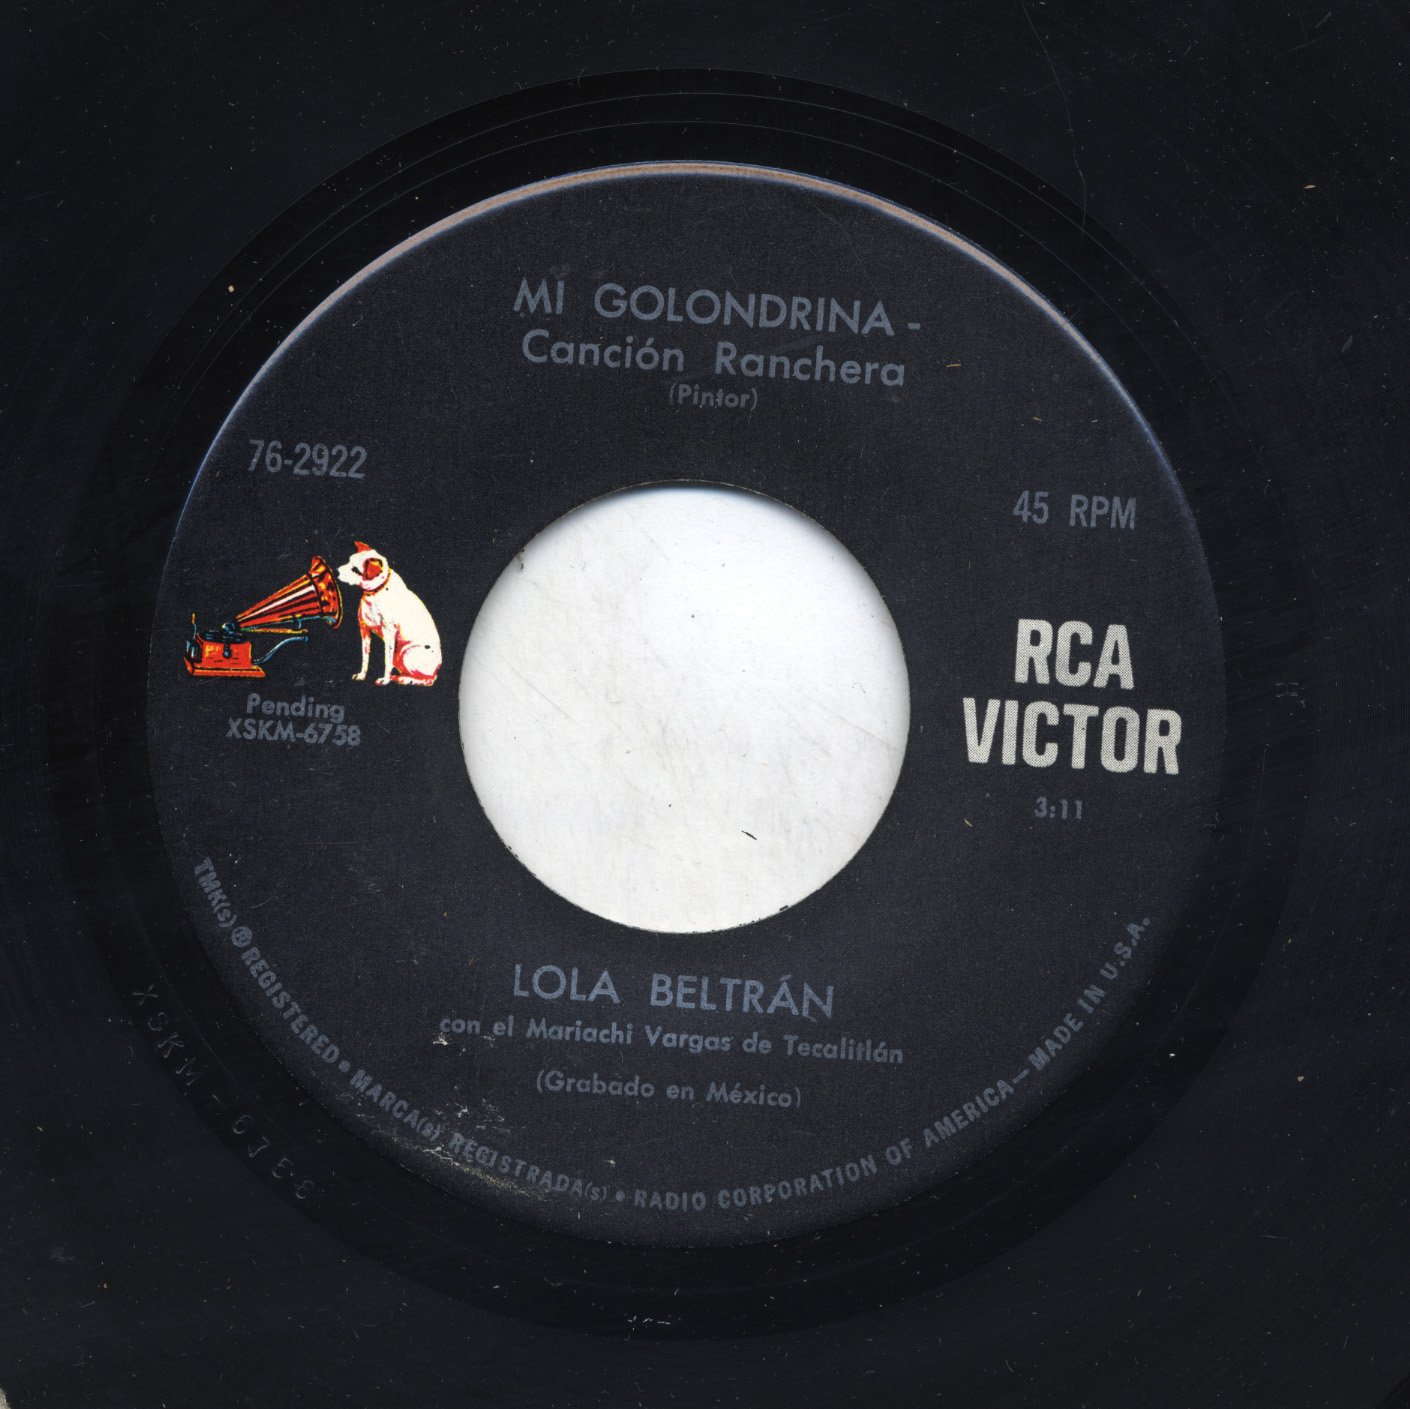 MI GOLONDRINA -
Canción Ranchera
(Pintor)
76-2922
45 RPM
RCA
VICTOR
Pending
XSKM-6758
3:11
LOLA BELTRÁN
con el Mariachi Vargas de Tecalitlán
(Grabado en México)
TMK(s) ® REGISTERED • MARCA(s) REGISTRADA(s) • RADIO CORPORATION OF AMERICA—MADE IN U.S.A.
XSKM-6758